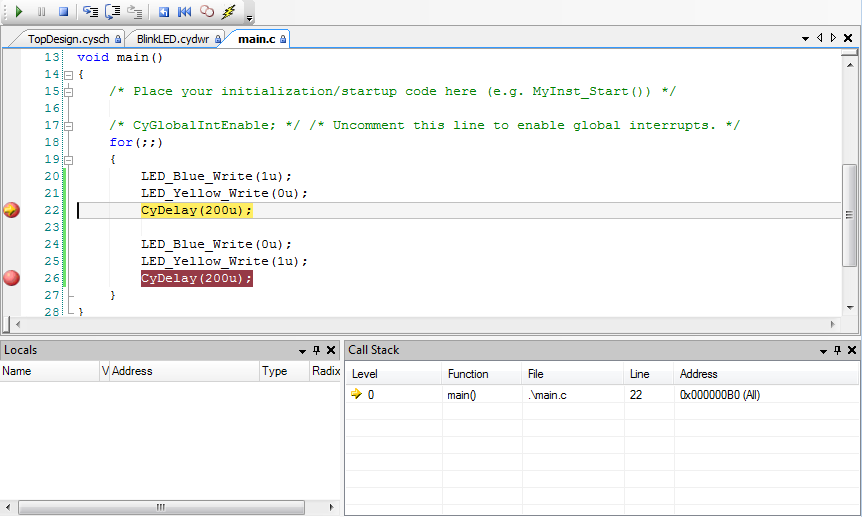 TopDesign.cysch BlinkLED.cydwr main.c
13 void main()
14 {
15 /* Place your initialization/startup code here (e.g. MyInst_Start()) */
16
17 /* CyGlobalIntEnable; */ /* Uncomment this line to enable global interrupts. */
18 for(;;)
19 {
20 LED_Blue_Write(1u);
21 LED_Yellow_Write(0u);
22 CyDelay(200u);
23
24 LED_Blue_Write(0u);
25 LED_Yellow_Write(1u);
26 CyDelay(200u);
27 }
28 }
Locals Call Stack
Name V Address Type Radix
Level Function File Line Address
0 main() .\main.c 22 0x000000B0 (All)